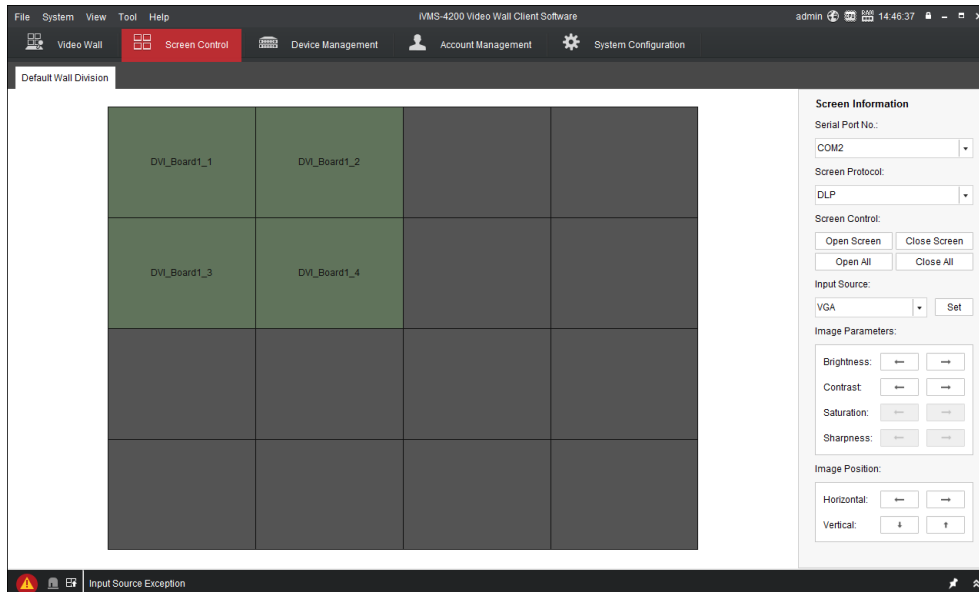 File System View Tool Help iVMS-4200 Video Wall Client Software admin CPU RAM 14:46:37
Video Wall Screen Control Device Management Account Management System Configuration
Default Wall Division
Screen Information
Serial Port No.:
COM2
Screen Protocol:
DLP
Screen Control:
Open Screen Close Screen
Open All Close All
Input Source:
VGA Set
Image Parameters:
Brightness: ← →
Contrast: ← →
Saturation: ← →
Sharpness: ← →
Image Position:
Horizontal: ← →
Vertical: ↓ ↑
DVI_Board1_1 DVI_Board1_2
DVI_Board1_3 DVI_Board1_4
Input Source Exception